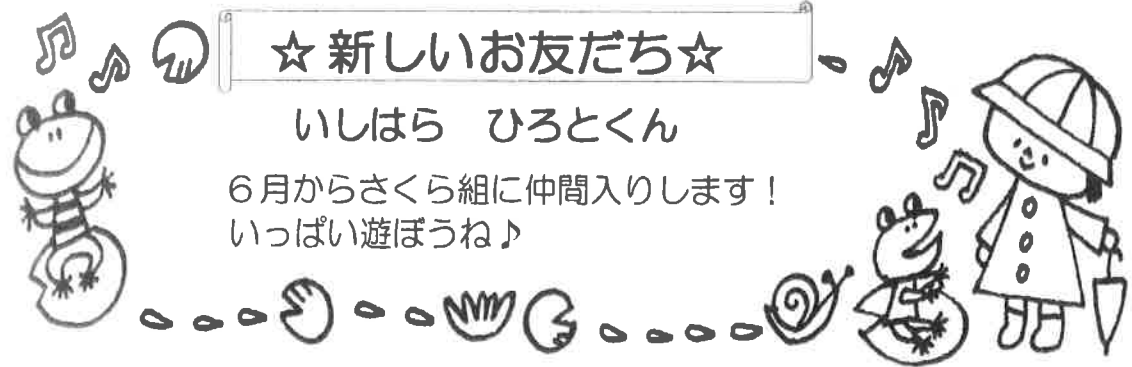 ☆新しいお友だち☆
いしはら　ひろとくん
６月からさくら組に仲間入りします！
いっぱい遊ぼうね♪